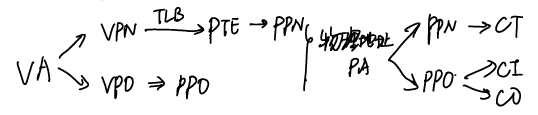 VPN TLB→ PTE → PPN PPN → CT
VA 物理地址 PA
VPO ⇒ PPO PPO CI
CO